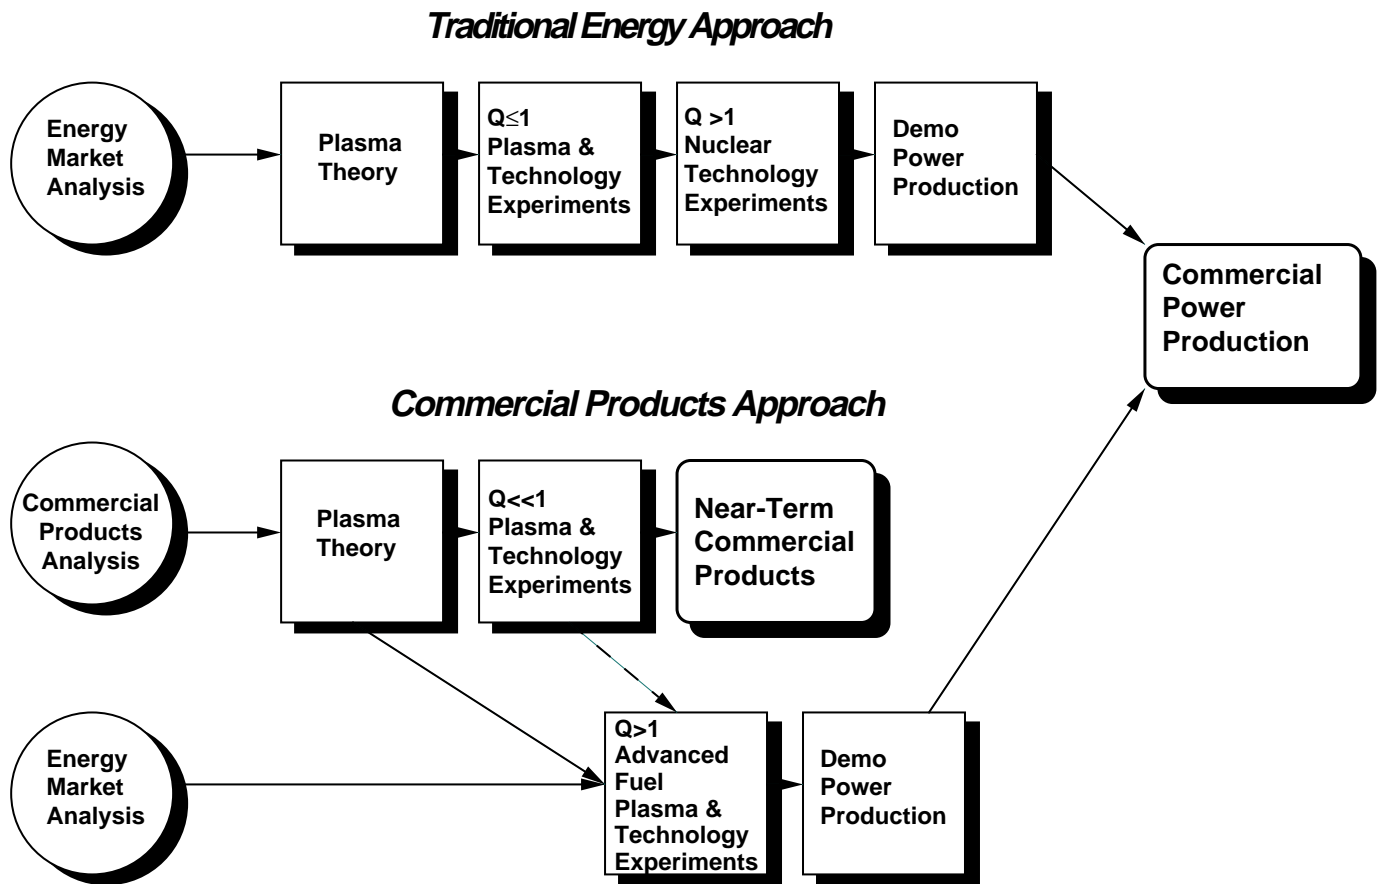 Traditional Energy Approach
Energy
Market
Analysis
Plasma
Theory
Q≤1
Plasma &
Technology
Experiments
Q >1
Nuclear
Technology
Experiments
Demo
Power
Production
Commercial
Power
Production
Commercial Products Approach
Commercial
Products
Analysis
Plasma
Theory
Q<<1
Plasma &
Technology
Experiments
Near-Term
Commercial
Products
Energy
Market
Analysis
Q>1
Advanced
Fuel
Plasma &
Technology
Experiments
Demo
Power
Production